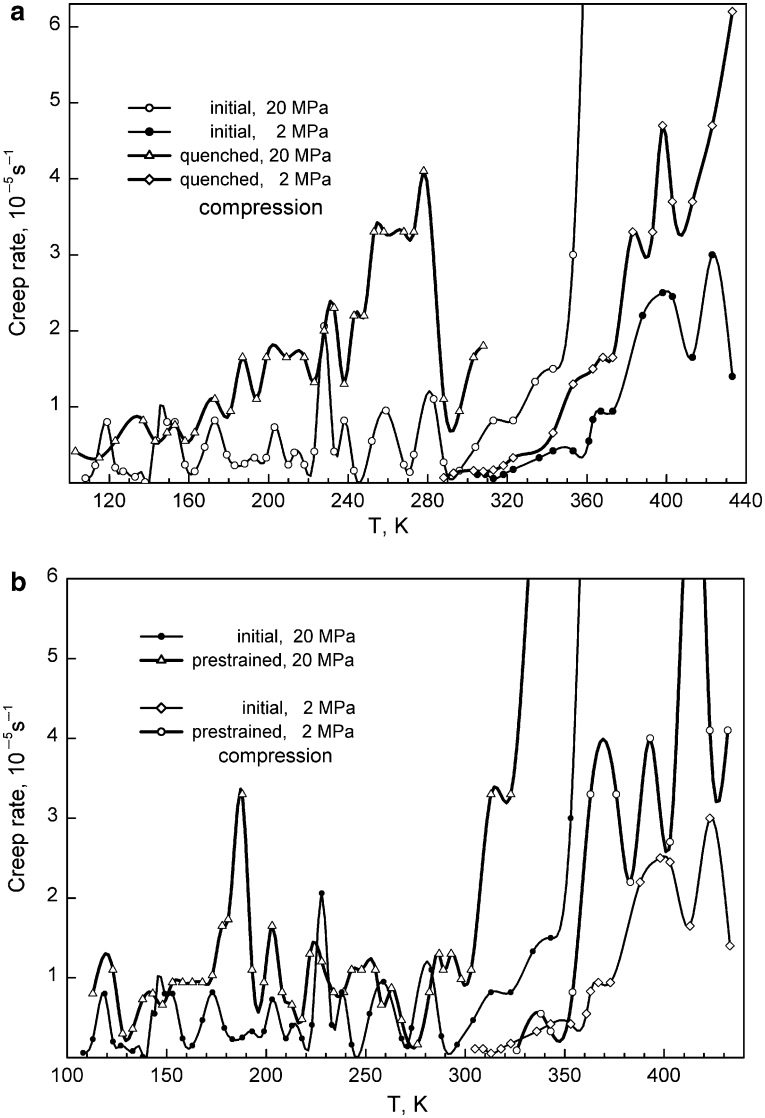 a
6
5
4
3
2
1
Creep rate, 10⁻⁵s⁻¹
initial, 20 MPa
initial, 2 MPa
quenched, 20 MPa
quenched, 2 MPa
compression
120 160 200 240 280 320 360 400 440
T, K
b
6
5
4
3
2
1
Creep rate, 10⁻⁵s⁻¹
initial, 20 MPa
prestrained, 20 MPa
initial, 2 MPa
prestrained, 2 MPa
compression
100 150 200 250 300 350 400
T, K